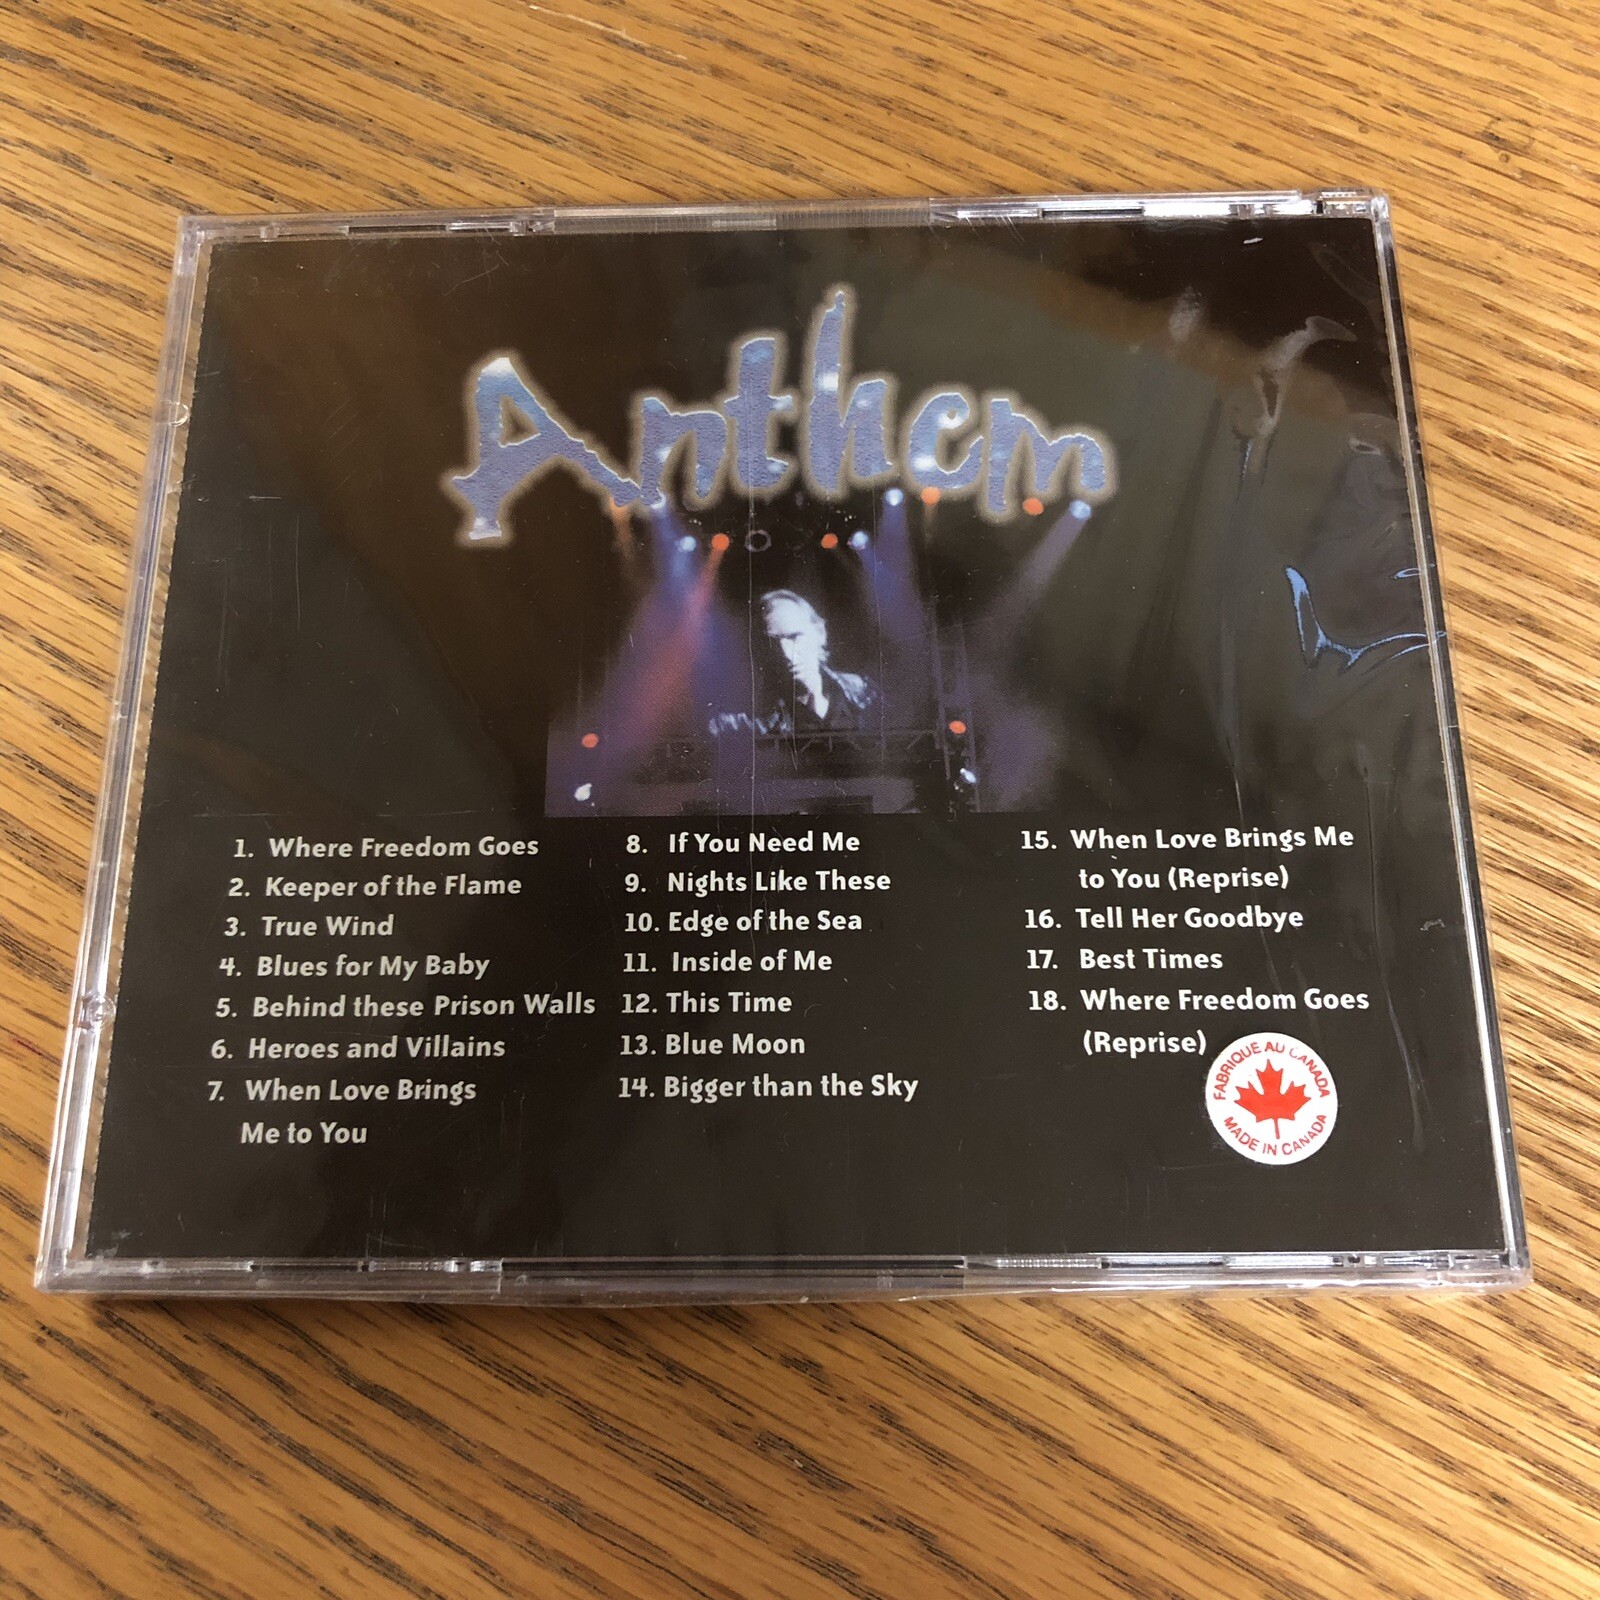 Anthem
1. Where Freedom Goes
2. Keeper of the Flame
3. True Wind
4. Blues for My Baby
5. Behind these Prison Walls
6. Heroes and Villains
7. When Love Brings
Me to You
8. If You Need Me
9. Nights Like These
10. Edge of the Sea
11. Inside of Me
12. This Time
13. Blue Moon
14. Bigger than the Sky
15. When Love Brings Me
to You (Reprise)
16. Tell Her Goodbye
17. Best Times
18. Where Freedom Goes
(Reprise)
FABRIQUE AU CANADA
MADE IN CANADA